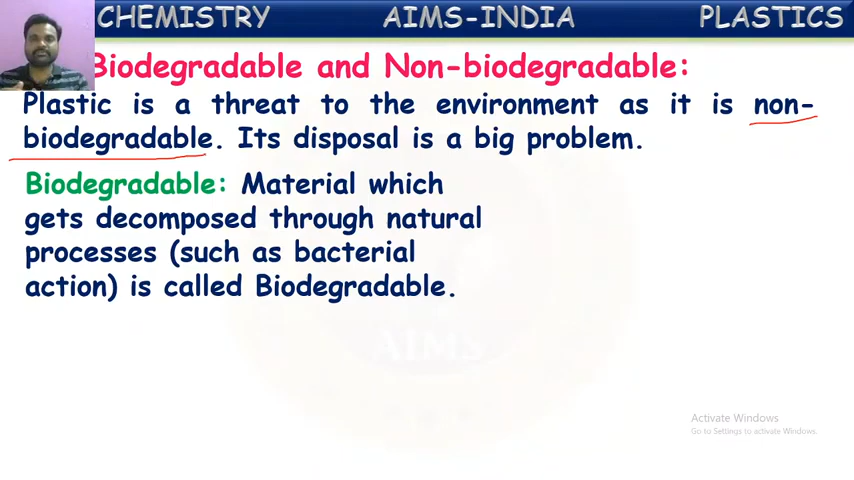 CHEMISTRY AIMS-INDIA PLASTICS
Biodegradable and Non-biodegradable:
Plastic is a threat to the environment as it is non-
biodegradable. Its disposal is a big problem.
Biodegradable: Material which
gets decomposed through natural
processes (such as bacterial
action) is called Biodegradable.
AIMS
Activate Windows
Go to Settings to activate Windows.